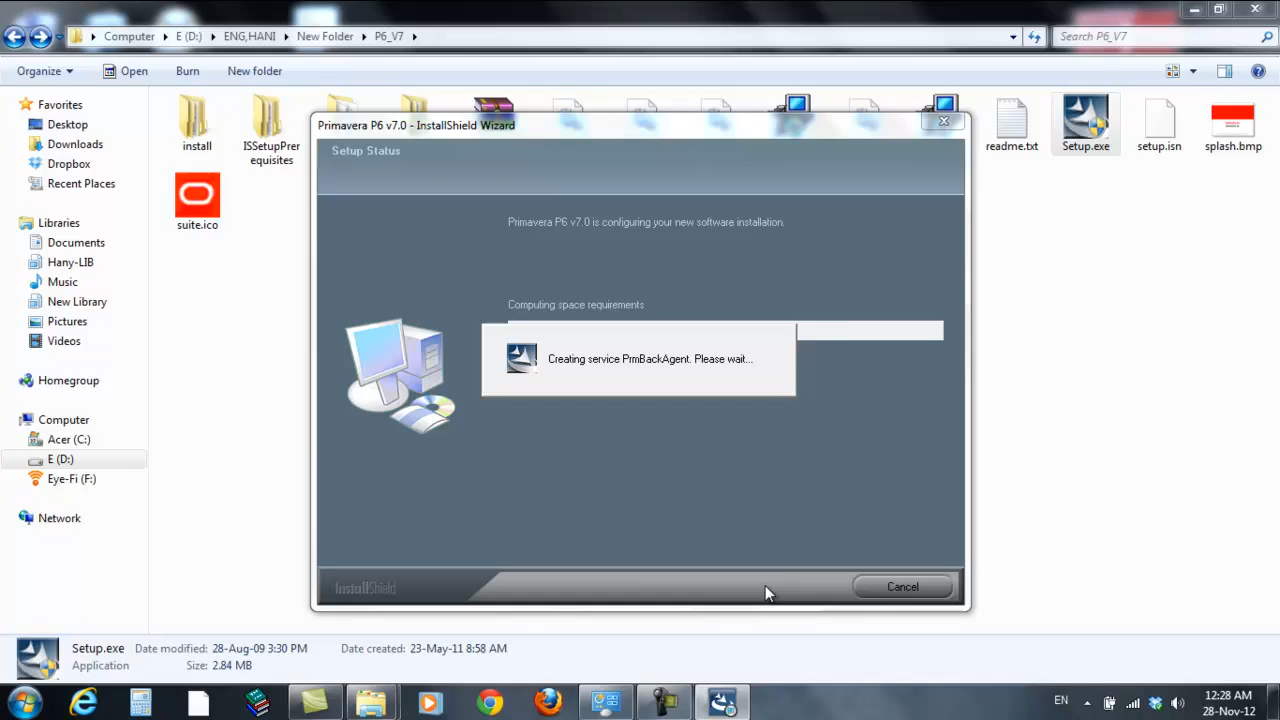 Computer
E (D:)
ENG,HANI
New Folder
P6_V7
Search P6_V7
Organize
Open
Burn
New folder
Favorites
Desktop
Downloads
Dropbox
Recent Places
Libraries
Documents
Hany-LIB
Music
New Library
Pictures
Videos
Homegroup
Computer
Acer (C:)
E (D:)
Eye-Fi (F:)
Network
install
ISSetupPrer
equisites
readme.txt
Setup.exe
setup.isn
splash.bmp
suite.ico
Primavera P6 v7.0 - InstallShield Wizard
Setup Status
Primavera P6 v7.0 is configuring your new software installation.
Computing space requirements
Creating service PrmBackAgent. Please wait...
InstallShield
Cancel
Setup.exe
Date modified: 28-Aug-09 3:30 PM
Date created: 23-May-11 8:58 AM
Application
Size: 2.84 MB
EN
12:28 AM
28-Nov-12